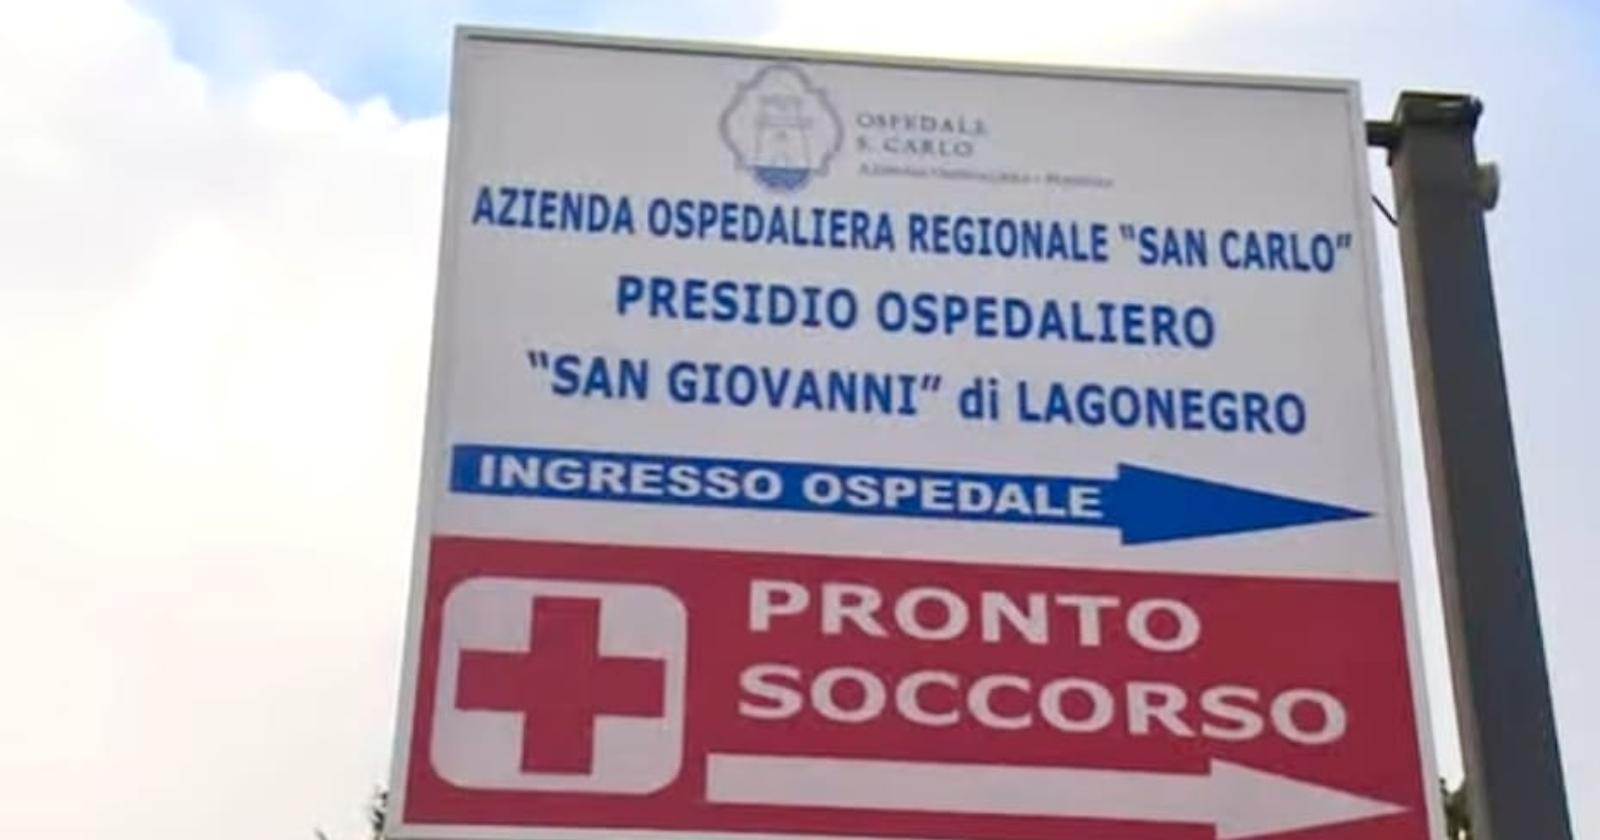 OSPEDALE
S. CARLO
AZIENDA OSPEDALIERA REGIONALE “SAN CARLO”
PRESIDIO OSPEDALIERO
“SAN GIOVANNI” di LAGONEGRO
INGRESSO OSPEDALE
PRONTO
SOCCORSO